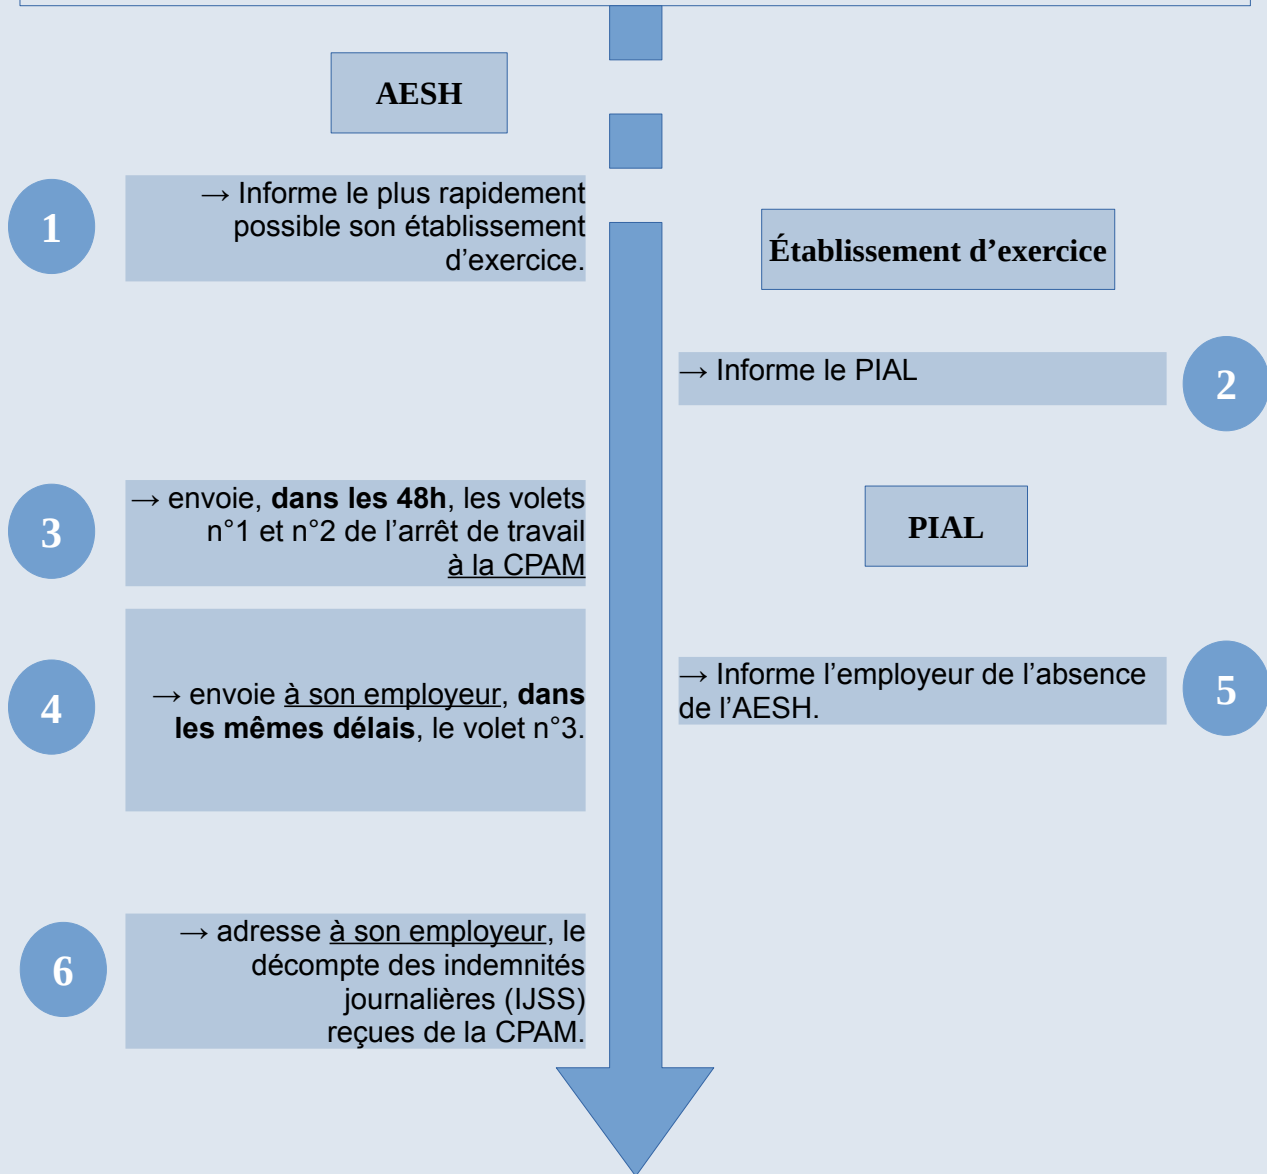 AESH
1
→ Informe le plus rapidement
possible son établissement
d’exercice.
Établissement d’exercice
→ Informe le PIAL
2
3
→ envoie, dans les 48h, les volets
n°1 et n°2 de l’arrêt de travail
à la CPAM
PIAL
4
→ envoie à son employeur, dans
les mêmes délais, le volet n°3.
→ Informe l’employeur de l’absence
de l’AESH.
5
6
→ adresse à son employeur, le
décompte des indemnités
journalières (IJSS)
reçues de la CPAM.